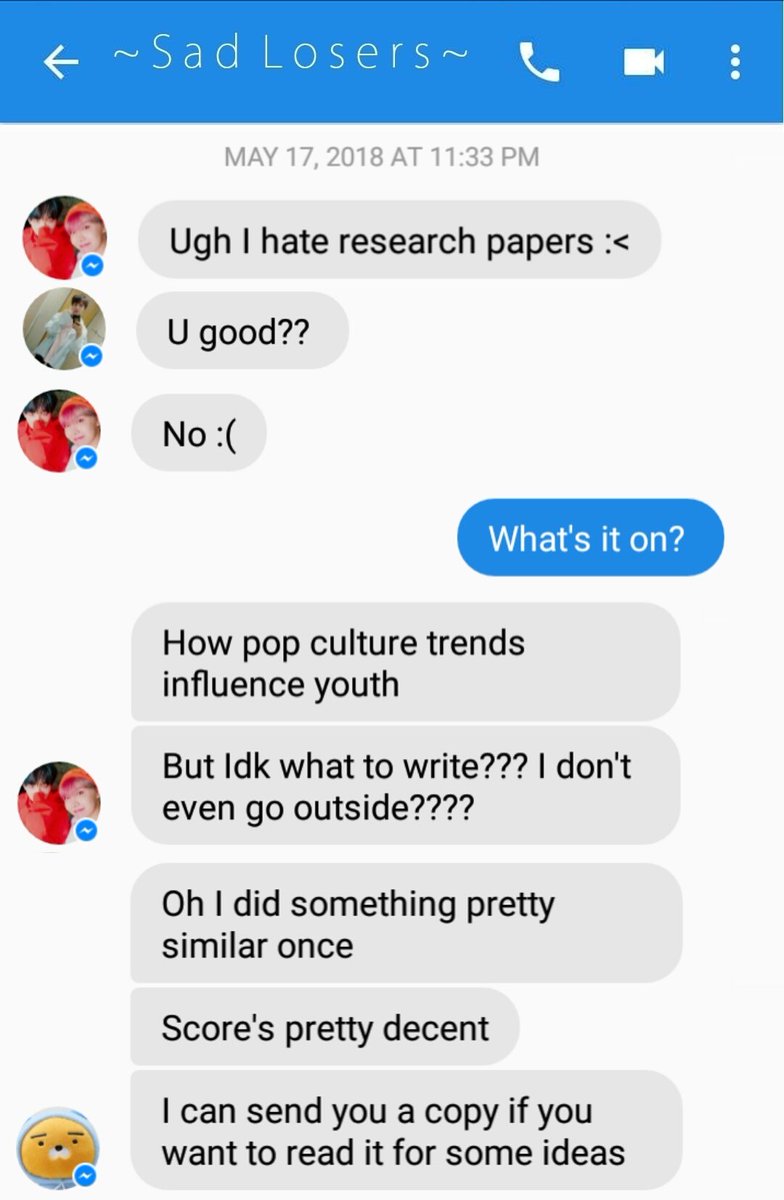 ~Sad Losers~
MAY 17, 2018 AT 11:33 PM
Ugh I hate research papers :<
U good??
No :(
What's it on?
How pop culture trends
influence youth
But Idk what to write??? I don't
even go outside????
Oh I did something pretty
similar once
Score's pretty decent
I can send you a copy if you
want to read it for some ideas